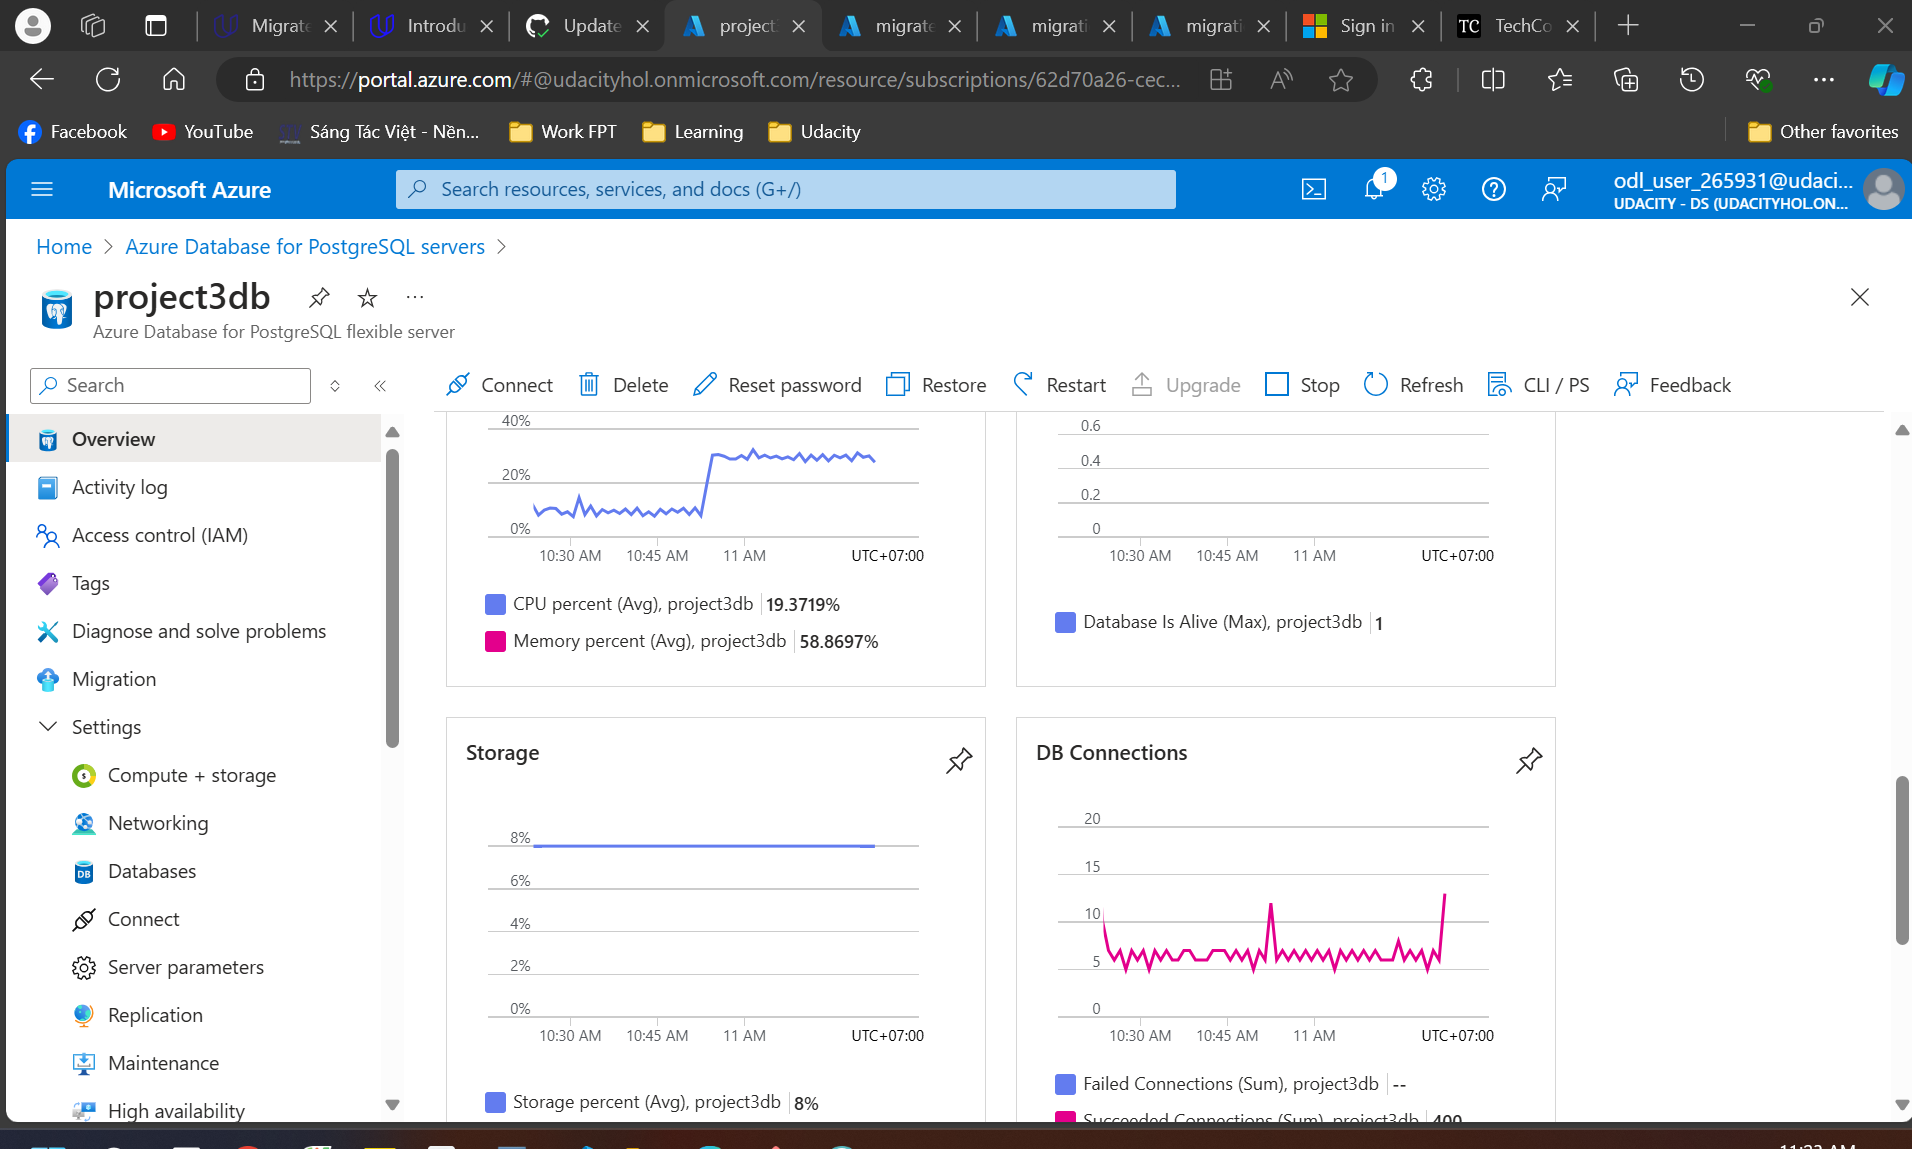 Migrate
Introdu
Update
project3
migrate
migrati
migrati
Sign in
TC TechCo
https://portal.azure.com/#@udacityhol.onmicrosoft.com/resource/subscriptions/62d70a26-cec...
Facebook
YouTube
Sáng Tác Việt - Nền...
Work FPT
Learning
Udacity
Other favorites
Microsoft Azure
Search resources, services, and docs (G+/)
1
odl_user_265931@udaci...
UDACITY - DS (UDACITYHOL.ON...
Home > Azure Database for PostgreSQL servers >
project3db
Azure Database for PostgreSQL flexible server
Search
Connect
Delete
Reset password
Restore
Restart
Upgrade
Stop
Refresh
CLI / PS
Feedback
Overview
Activity log
Access control (IAM)
Tags
Diagnose and solve problems
Migration
Settings
Compute + storage
Networking
DB Databases
Connect
Server parameters
Replication
Maintenance
High availability
40%
20%
0%
10:30 AM 10:45 AM 11 AM UTC+07:00
CPU percent (Avg), project3db 19.3719%
Memory percent (Avg), project3db 58.8697%
0.6
0.4
0.2
0
10:30 AM 10:45 AM 11 AM UTC+07:00
Database Is Alive (Max), project3db 1
Storage
8%
6%
4%
2%
0%
10:30 AM 10:45 AM 11 AM UTC+07:00
Storage percent (Avg), project3db 8%
DB Connections
20
15
10
5
0
10:30 AM 10:45 AM 11 AM UTC+07:00
Failed Connections (Sum), project3db --
Succeeded Connections (Sum), project3db 400